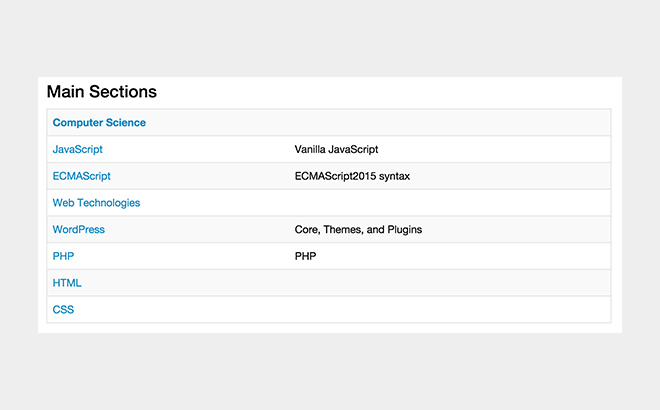 Main Sections
Computer Science
JavaScript Vanilla JavaScript
ECMAScript ECMAScript2015 syntax
Web Technologies
WordPress Core, Themes, and Plugins
PHP PHP
HTML
CSS